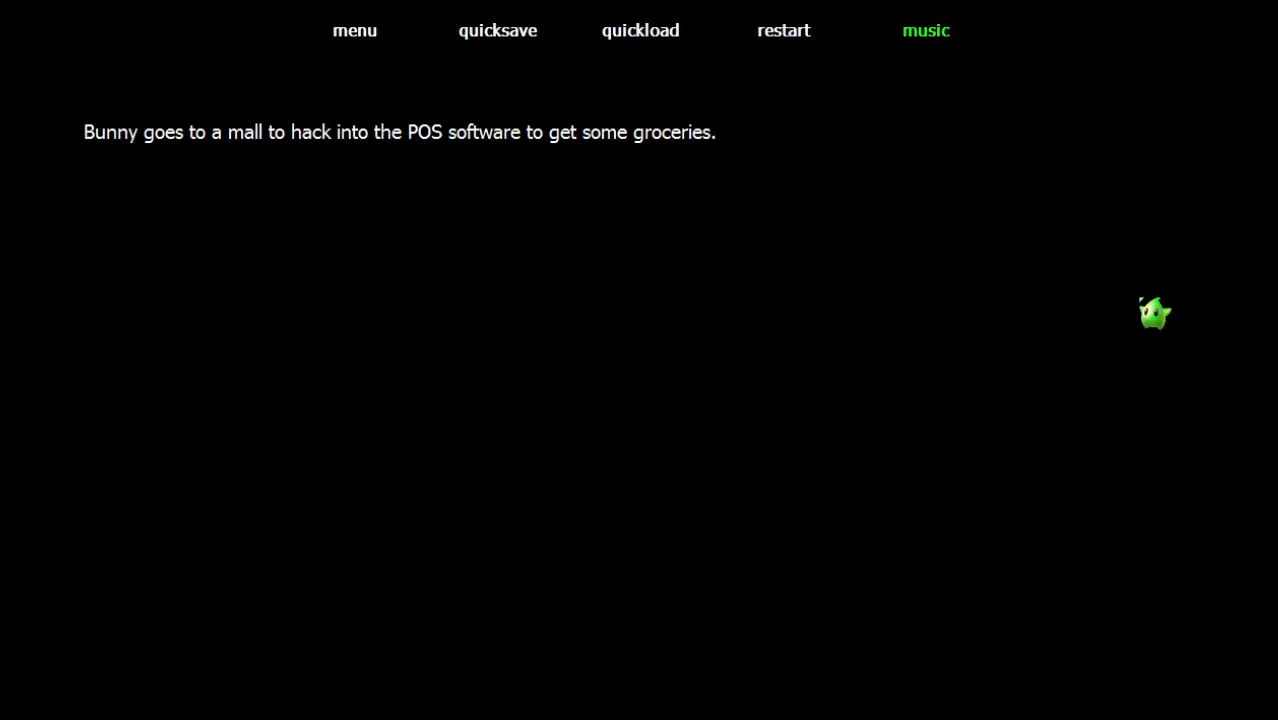 menu quicksave quickload restart music
Bunny goes to a mall to hack into the POS software to get some groceries.